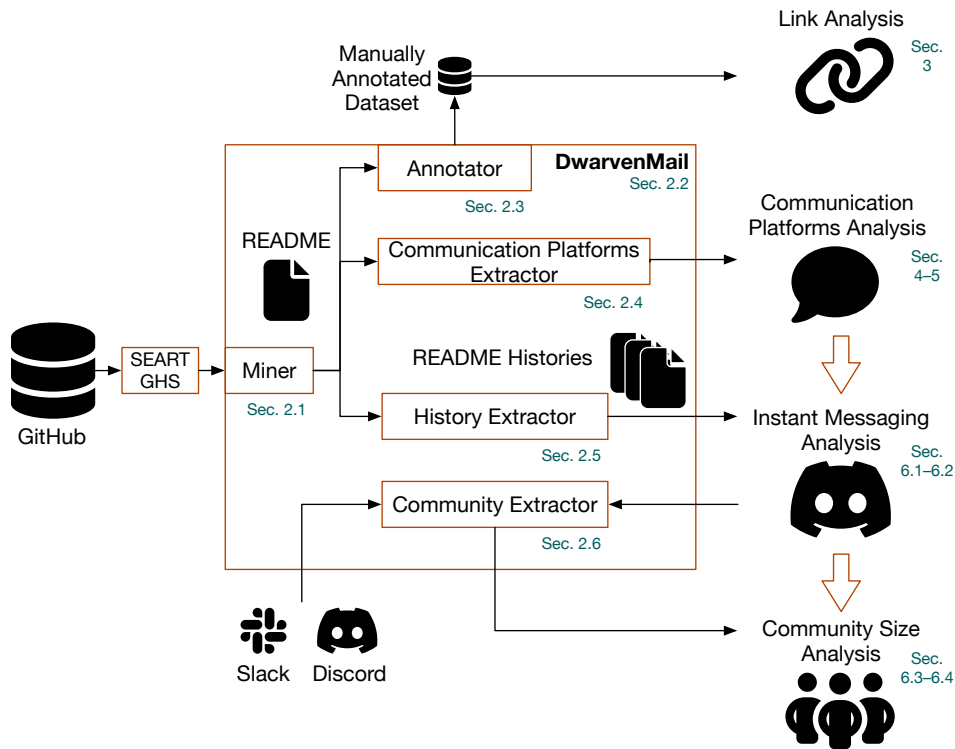 Link Analysis
Sec.
3
Manually
Annotated
Dataset
DwarvenMail
Sec. 2.2
Annotator
Sec. 2.3
README
Communication Platforms
Extractor
Sec. 2.4
Communication
Platforms Analysis
Sec.
4–5
SEART
GHS
GitHub
Miner
Sec. 2.1
README Histories
History Extractor
Sec. 2.5
Instant Messaging
Analysis
Sec.
6.1–6.2
Community Extractor
Sec. 2.6
Slack
Discord
Community Size
Analysis
Sec.
6.3–6.4